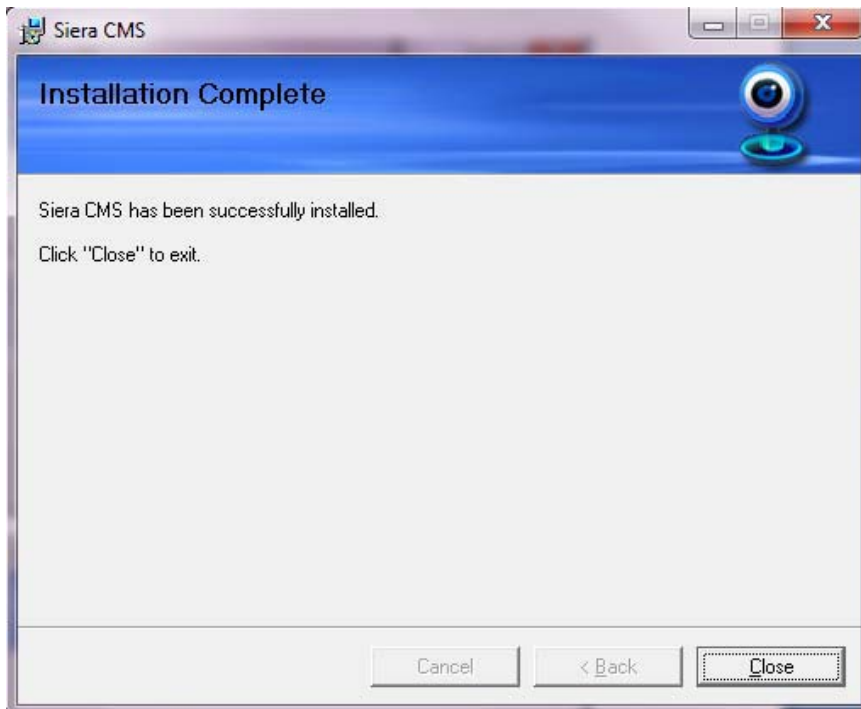 Siera CMS
Installation Complete
Siera CMS has been successfully installed.
Click "Close" to exit.
Cancel
< Back
Close